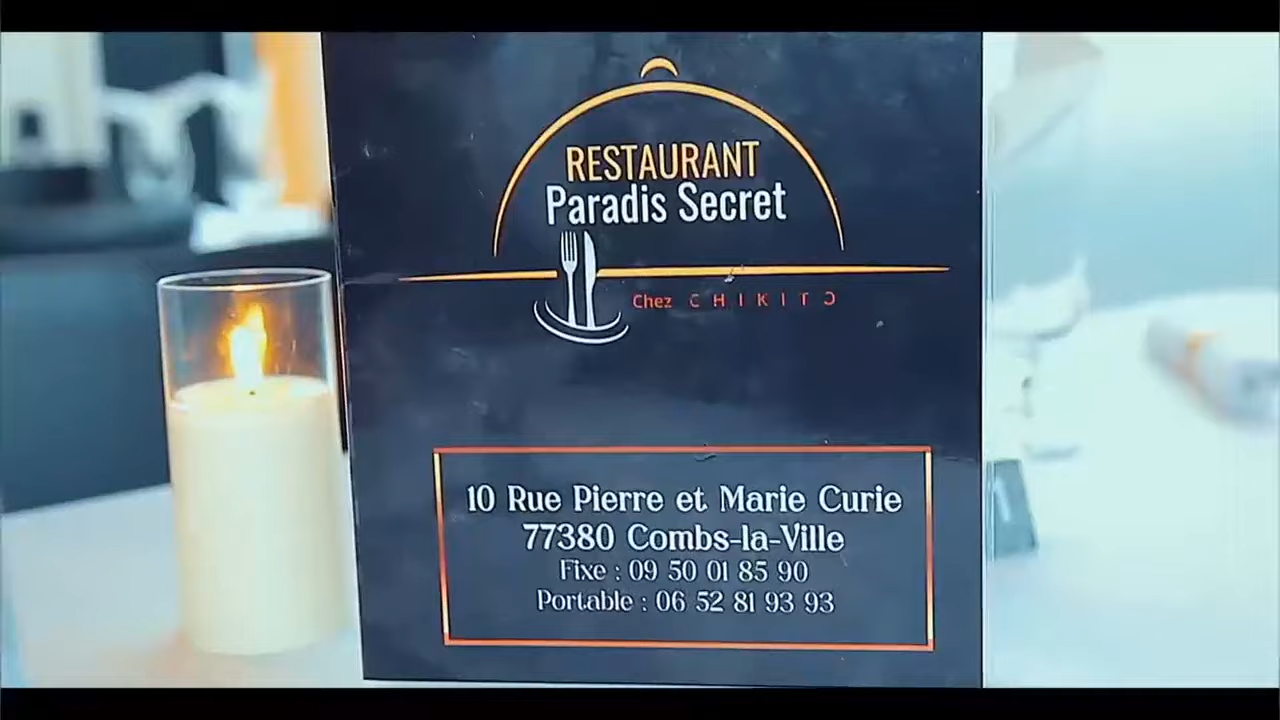 RESTAURANT
Paradis Secret
Chez CHIKITO
10 Rue Pierre et Marie Curie
77380 Combs-la-Ville
Fixe : 09 50 01 85 90
Portable : 06 52 81 93 93